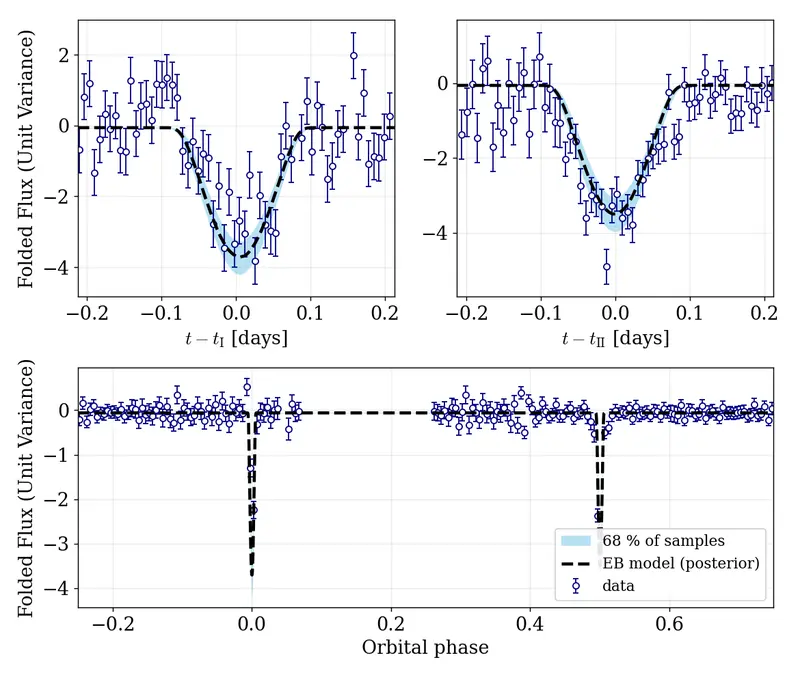 Folded Flux (Unit Variance)
2
0
−2
−4
−0.2 −0.1 0.0 0.1 0.2
t − t_I [days]
0
−2
−4
−0.2 −0.1 0.0 0.1 0.2
t − t_II [days]
Folded Flux (Unit Variance)
0
−1
−2
−3
−4
−0.2 0.0 0.2 0.4 0.6
Orbital phase
68 % of samples
EB model (posterior)
data